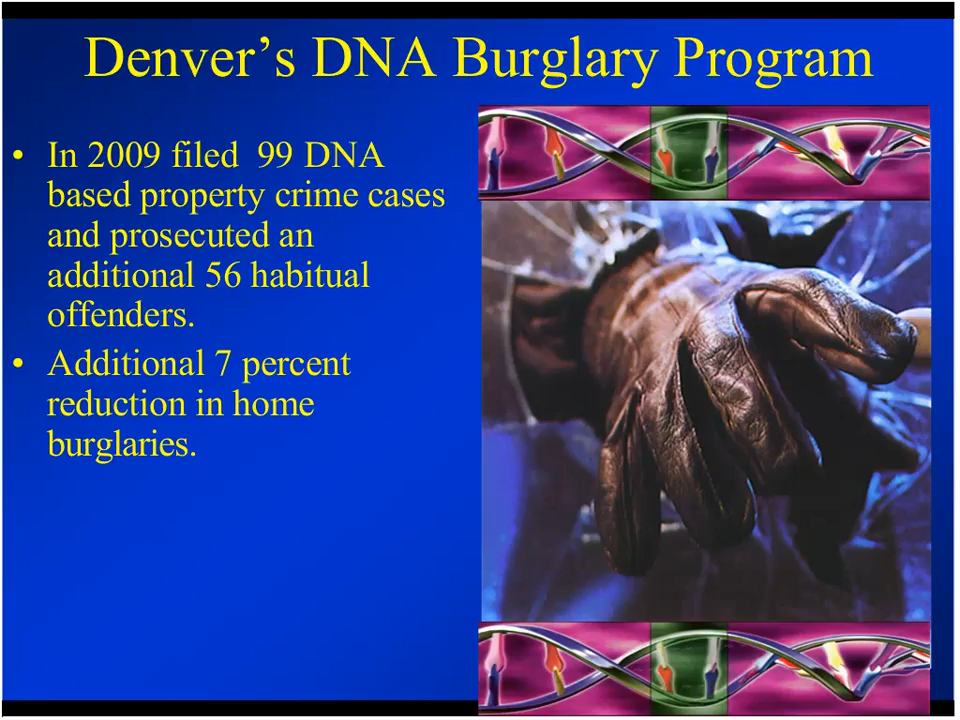 Denver’s DNA Burglary Program
• In 2009 filed  99 DNA
based property crime cases
and prosecuted an
additional 56 habitual
offenders.
• Additional 7 percent
reduction in home
burglaries.